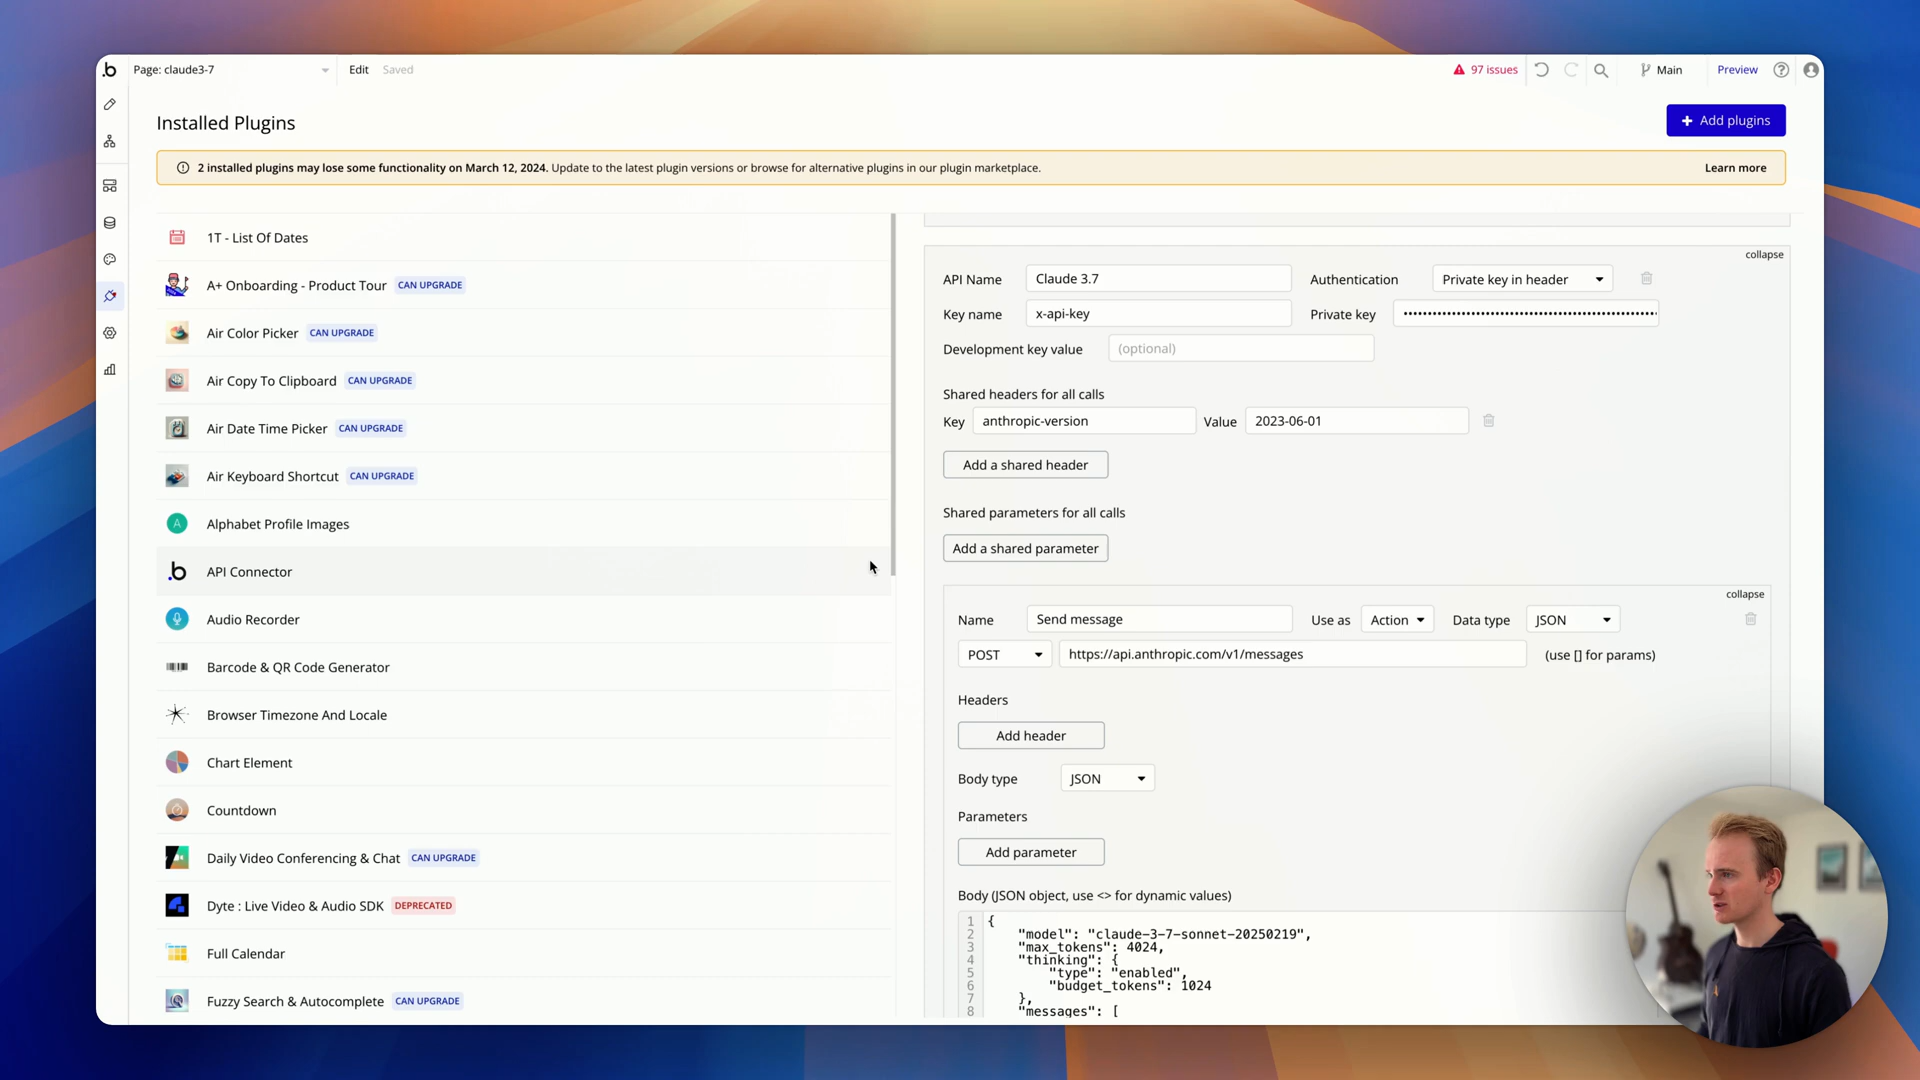 Page: claude3-7
Edit
Saved
97 issues
Main
Preview
Installed Plugins
+ Add plugins
2 installed plugins may lose some functionality on March 12, 2024. Update to the latest plugin versions or browse for alternative plugins in our plugin marketplace.
Learn more
1T - List Of Dates
A+ Onboarding - Product Tour CAN UPGRADE
Air Color Picker CAN UPGRADE
Air Copy To Clipboard CAN UPGRADE
Air Date Time Picker CAN UPGRADE
Air Keyboard Shortcut CAN UPGRADE
A Alphabet Profile Images
.b API Connector
Audio Recorder
Barcode & QR Code Generator
Browser Timezone And Locale
Chart Element
Countdown
Daily Video Conferencing & Chat CAN UPGRADE
Dyte : Live Video & Audio SDK DEPRECATED
Full Calendar
Fuzzy Search & Autocomplete CAN UPGRADE
collapse
API Name Claude 3.7 Authentication Private key in header
Key name x-api-key Private key
Development key value (optional)
Shared headers for all calls
Key anthropic-version Value 2023-06-01
Add a shared header
Shared parameters for all calls
Add a shared parameter
collapse
Name Send message Use as Action Data type JSON
POST https://api.anthropic.com/v1/messages (use [] for params)
Headers
Add header
Body type JSON
Parameters
Add parameter
Body (JSON object, use <> for dynamic values)
1 {
2 "model": "claude-3-7-sonnet-20250219",
3 "max_tokens": 4024,
4 "thinking": {
5 "type": "enabled",
6 "budget_tokens": 1024
7 },
8 "messages": [